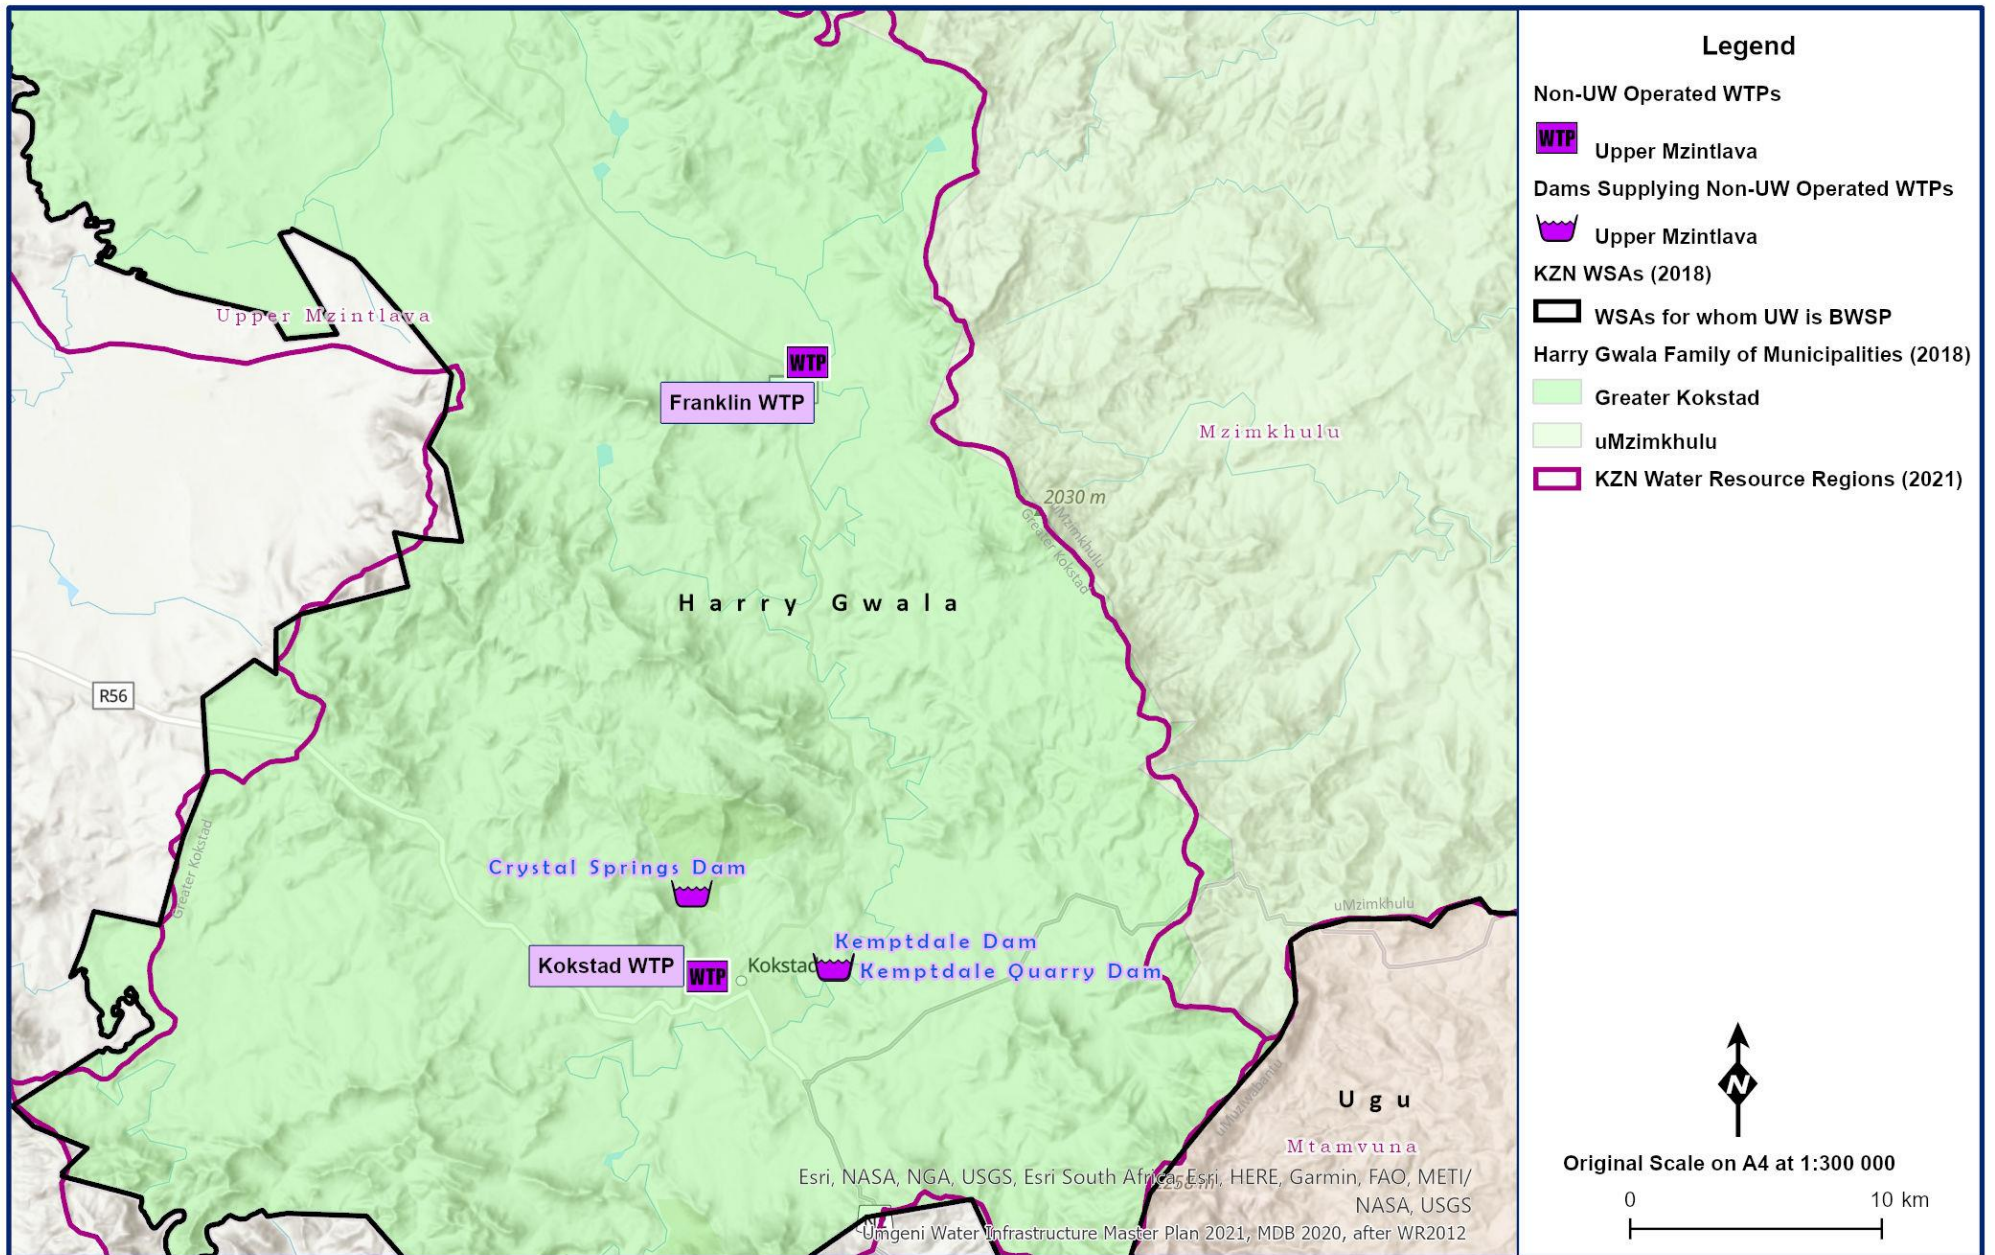 Upper Mzintlava
WTP
Franklin WTP
Mzimkhulu
2030 m
uMzimkhulu
Greater Kokstad
Harry Gwala
R56
Greater Kokstad
Crystal Springs Dam
uMzimkhulu
Kemptdale Dam
Kokstad WTP
WTP
Kokstad
Kemptdale Quarry Dam
Ugu
uMuziwabantu
Mtamvuna
Esri, NASA, NGA, USGS, Esri South Africa, Esri, HERE, Garmin, FAO, METI/
NASA, USGS
Umgeni Water Infrastructure Master Plan 2021, MDB 2020, after WR2012
Legend
Non-UW Operated WTPs
WTP
Upper Mzintlava
Dams Supplying Non-UW Operated WTPs
Upper Mzintlava
KZN WSAs (2018)
WSAs for whom UW is BWSP
Harry Gwala Family of Municipalities (2018)
Greater Kokstad
uMzimkhulu
KZN Water Resource Regions (2021)
N
Original Scale on A4 at 1:300 000
0 10 km